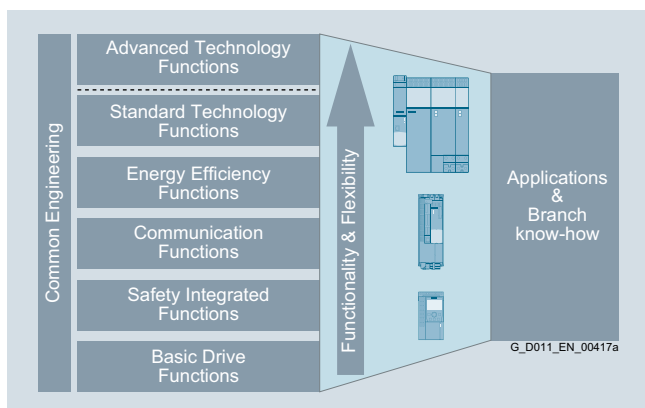 Common Engineering
Advanced Technology
Functions
Standard Technology
Functions
Energy Efficiency
Functions
Communication
Functions
Safety Integrated
Functions
Basic Drive
Functions
Functionality & Flexibility
Applications
&
Branch
know-how
G_D011_EN_00417a